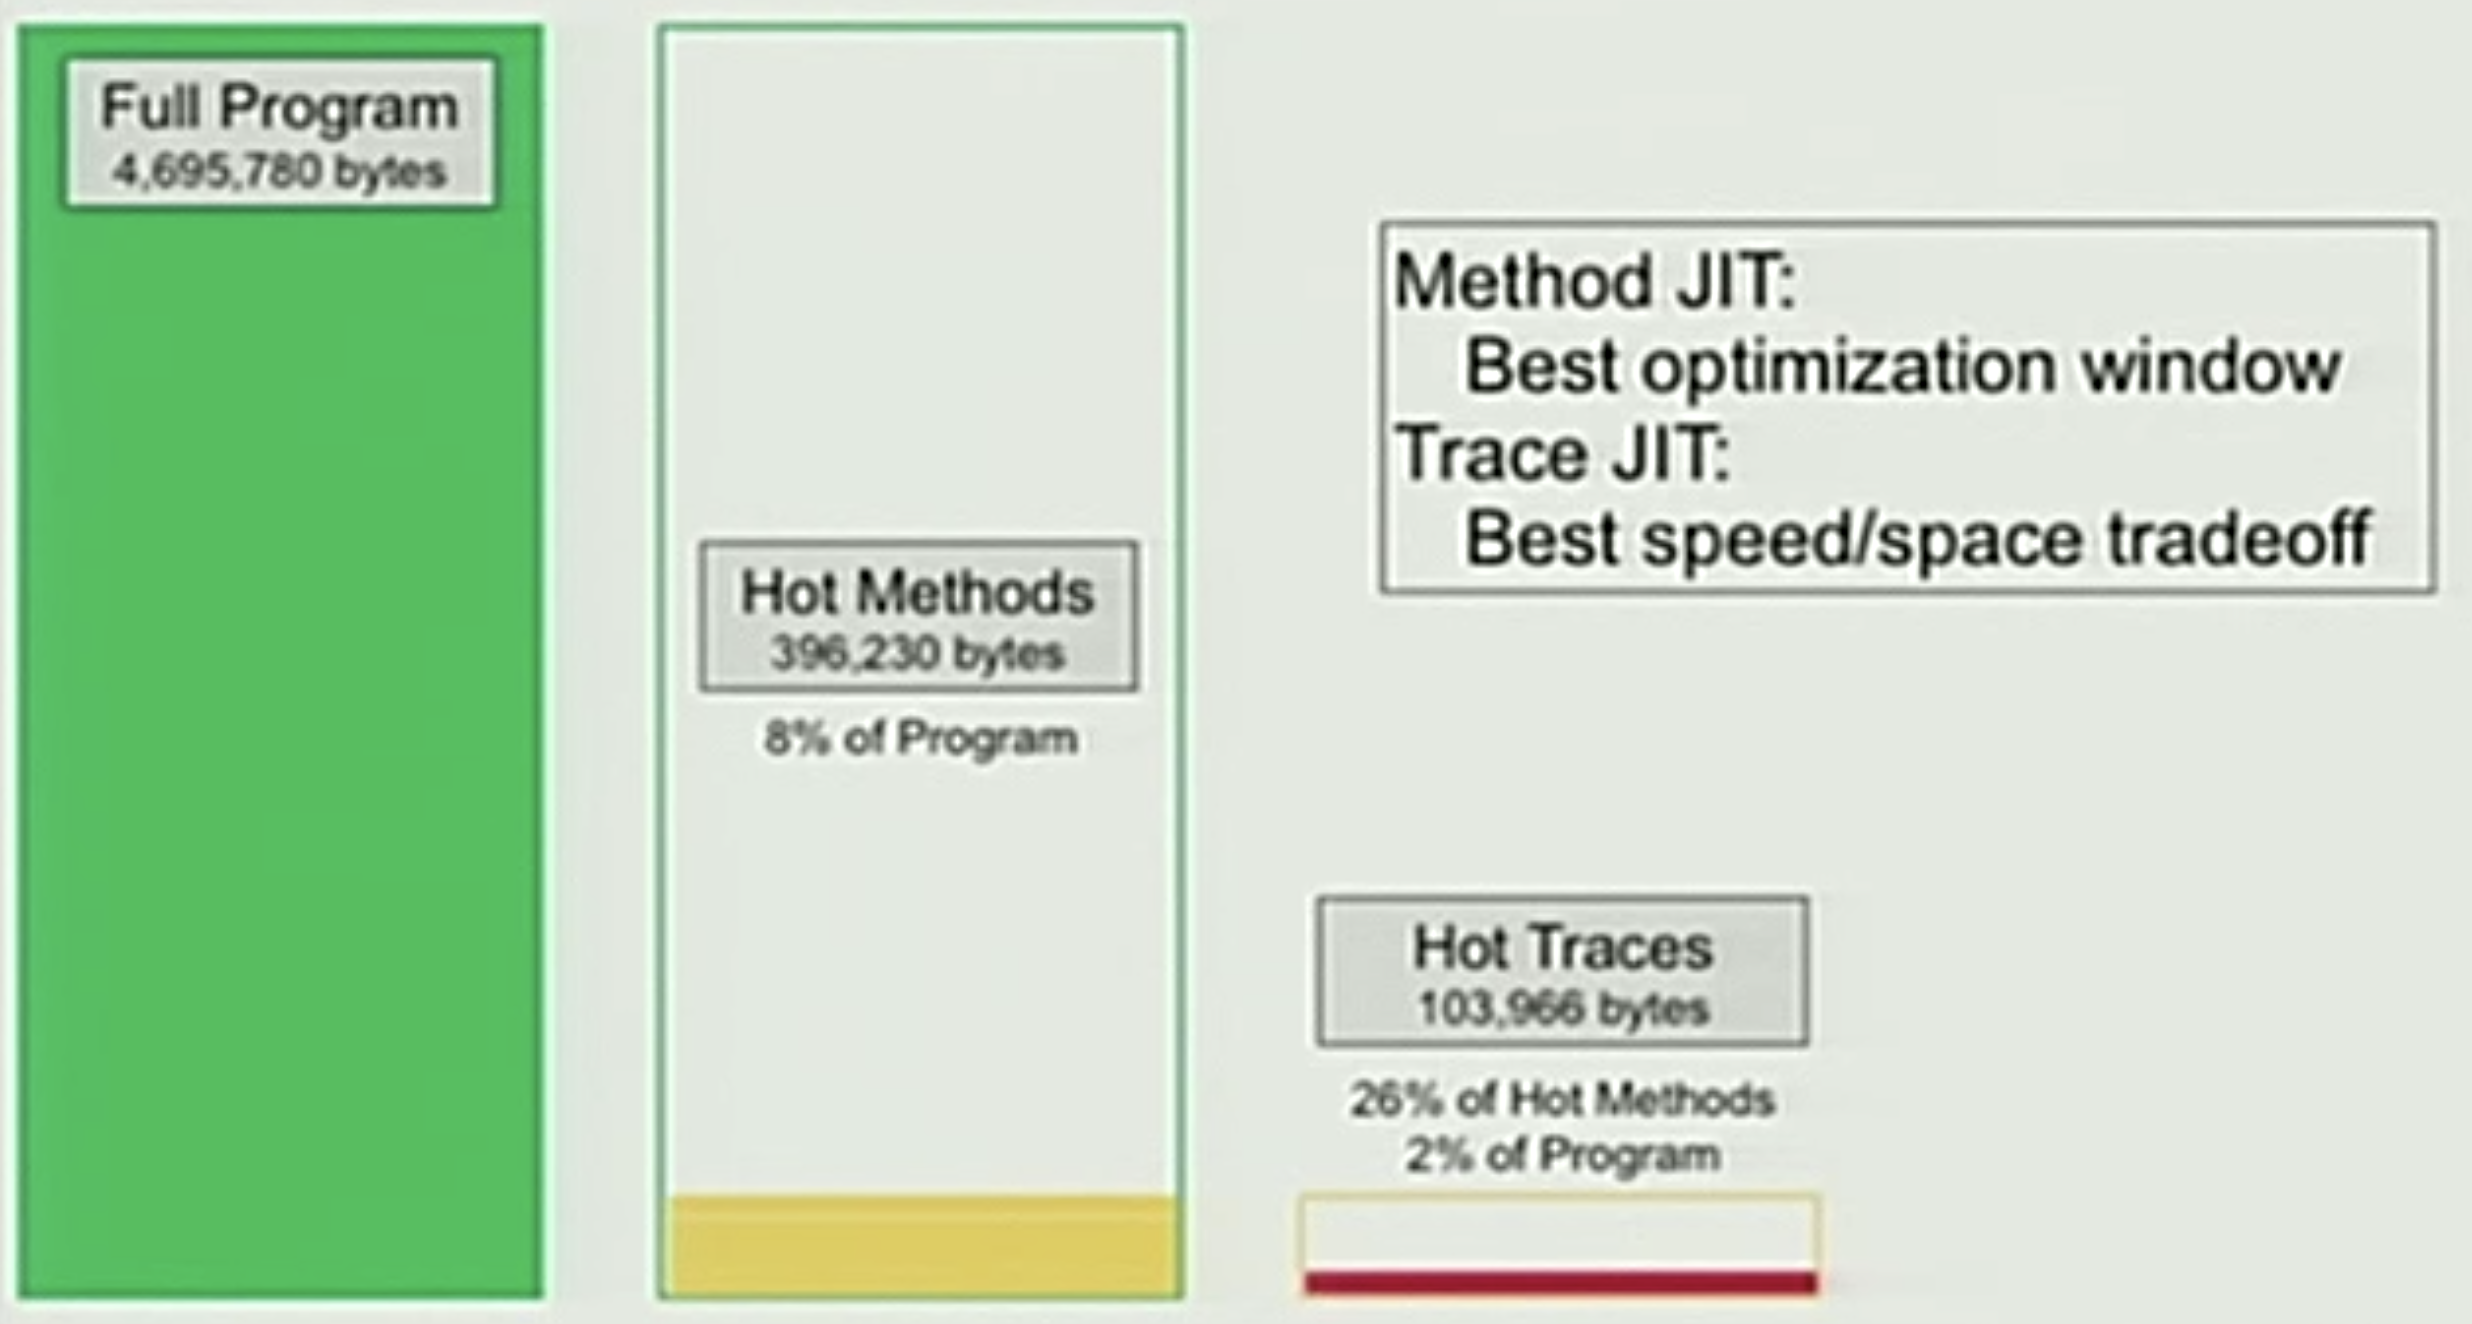 Full Program
4,695,780 bytes
Hot Methods
396,230 bytes
8% of Program
Method JIT:
Best optimization window
Trace JIT:
Best speed/space tradeoff
Hot Traces
103,966 bytes
26% of Hot Methods
2% of Program